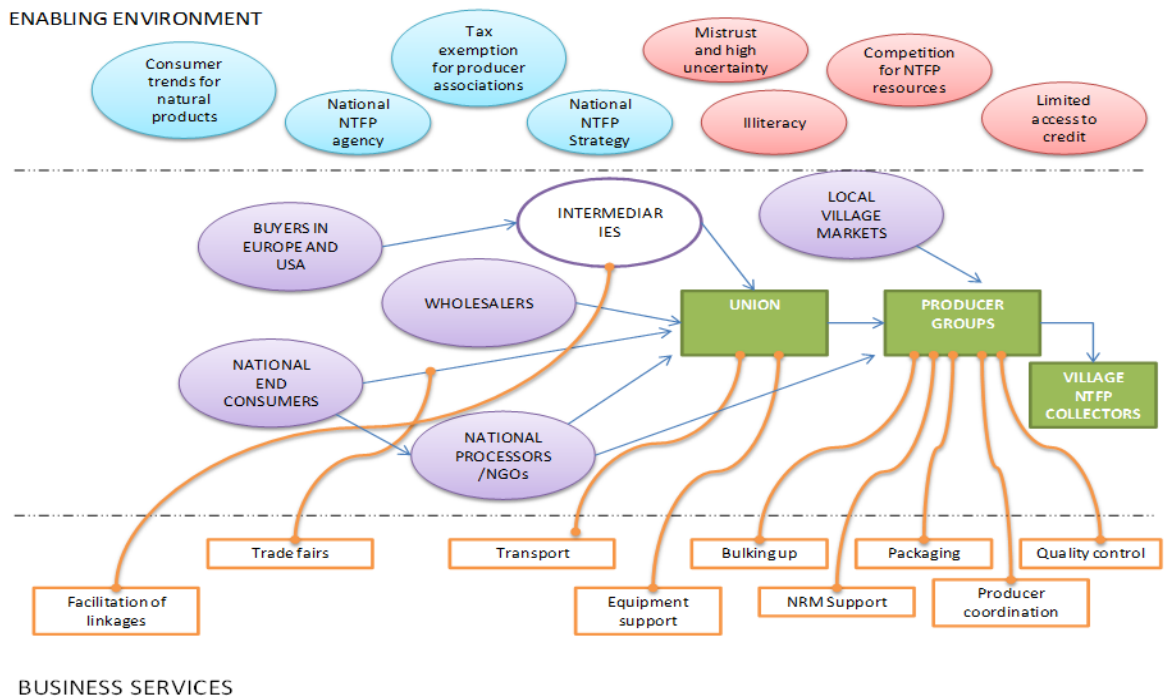 ENABLING ENVIRONMENT
Consumer
trends for
natural
products
National
NTFP
agency
Tax
exemption
for producer
associations
National
NTFP
Strategy
Mistrust
and high
uncertainty
Illiteracy
Competition
for NTFP
resources
Limited
access to
credit
BUYERS IN
EUROPE AND
USA
INTERMEDIAR
IES
LOCAL
VILLAGE
MARKETS
WHOLESALERS
UNION
PRODUCER
GROUPS
NATIONAL
END
CONSUMERS
VILLAGE
NTFP
COLLECTORS
NATIONAL
PROCESSORS
/NGOs
Trade fairs
Transport
Bulking up
Packaging
Quality control
Facilitation of
linkages
Equipment
support
NRM Support
Producer
coordination
BUSINESS SERVICES